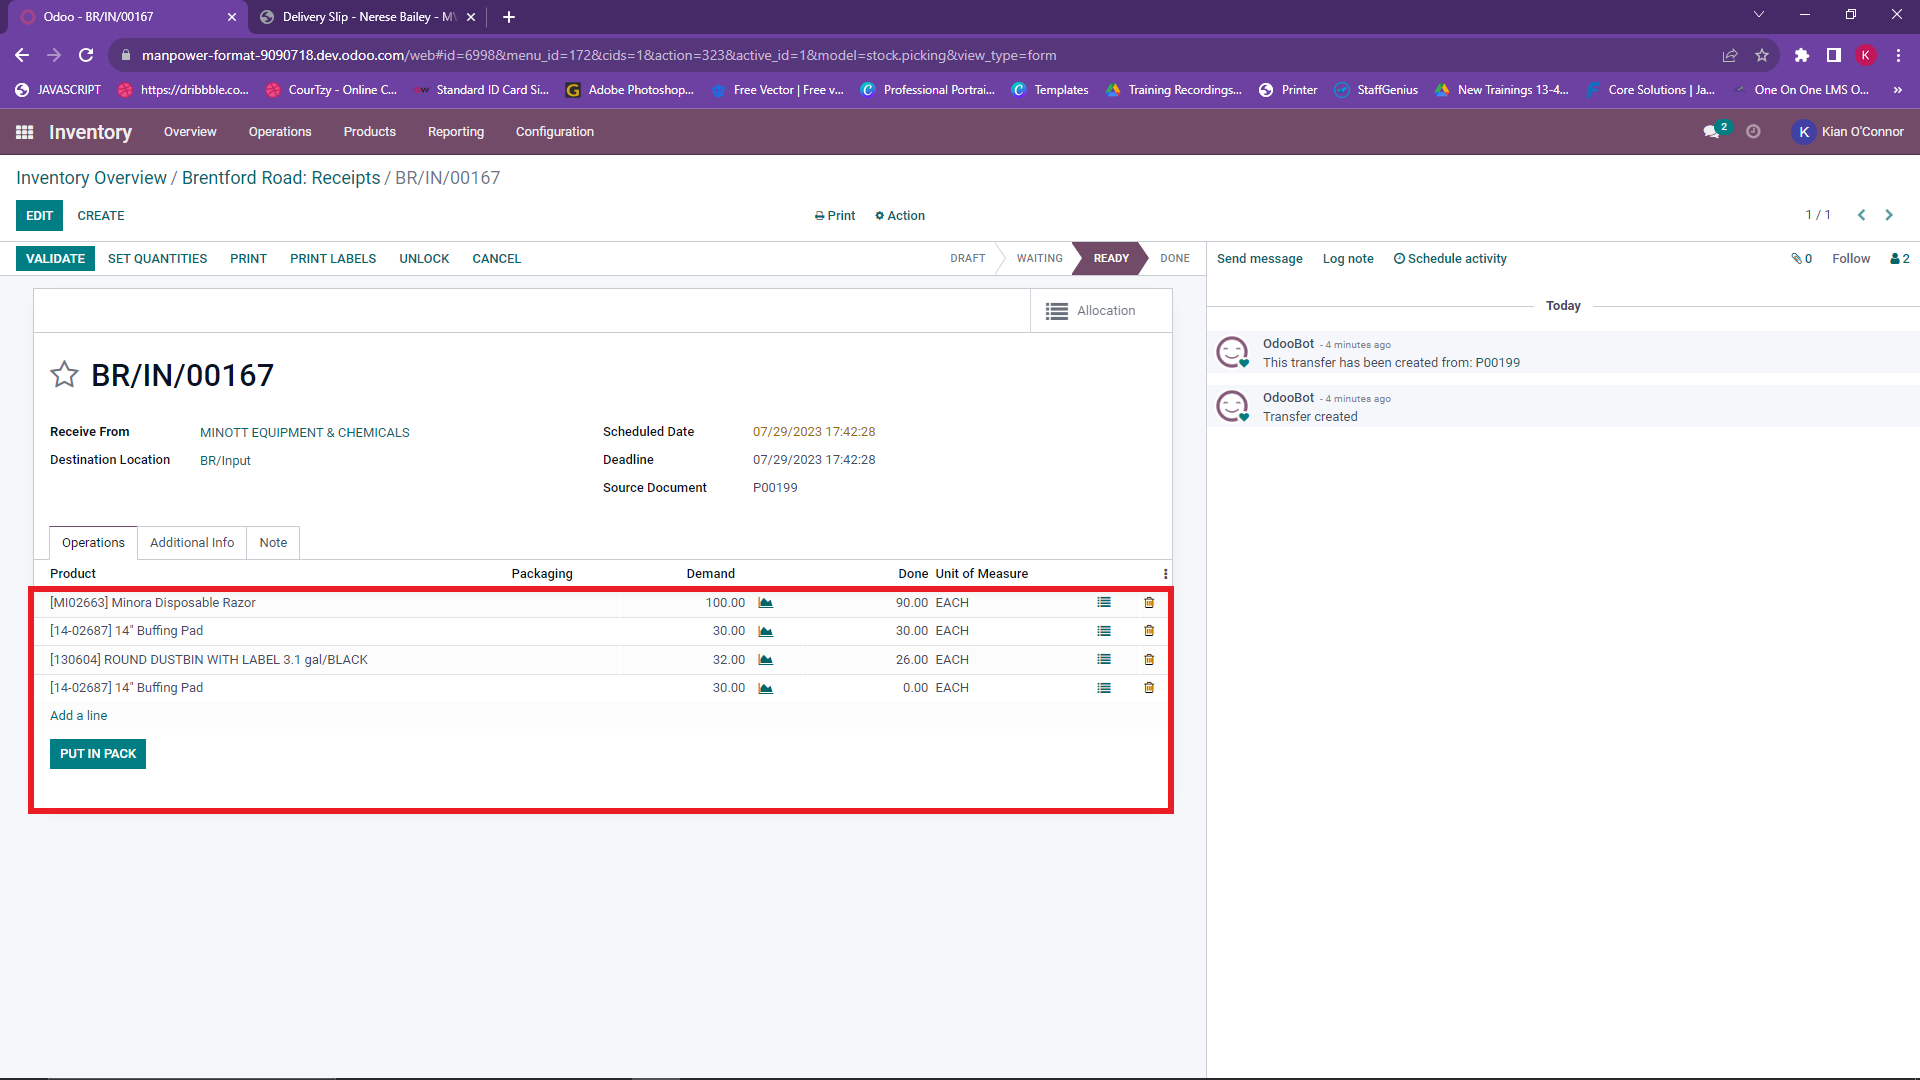 Odoo - BR/IN/00167
Delivery Slip - Nerese Bailey - M
manpower-format-9090718.dev.odoo.com/web#id=6998&menu_id=172&cids=1&action=323&active_id=1&model=stock.picking&view_type=form
K
JAVASCRIPT https://dribbble.co... CourTzy - Online C... Standard ID Card Si... Adobe Photoshop... Free Vector | Free v... Professional Portrai... Templates Training Recordings... Printer StaffGenius New Trainings 13-4... Core Solutions | Ja... One On One LMS O... »
Inventory Overview Operations Products Reporting Configuration 2 K Kian O'Connor
Inventory Overview / Brentford Road: Receipts / BR/IN/00167
EDIT CREATE Print Action 1 / 1
VALIDATE SET QUANTITIES PRINT PRINT LABELS UNLOCK CANCEL DRAFT WAITING READY DONE
Send message Log note Schedule activity 0 Follow 2
Allocation
Today
OdooBot - 4 minutes ago
This transfer has been created from: P00199
OdooBot - 4 minutes ago
Transfer created
BR/IN/00167
Receive From MINOTT EQUIPMENT & CHEMICALS
Destination Location BR/Input
Scheduled Date 07/29/2023 17:42:28
Deadline 07/29/2023 17:42:28
Source Document P00199
Operations Additional Info Note
Product Packaging Demand Done Unit of Measure
[MI02663] Minora Disposable Razor 100.00 90.00 EACH
[14-02687] 14" Buffing Pad 30.00 30.00 EACH
[130604] ROUND DUSTBIN WITH LABEL 3.1 gal/BLACK 32.00 26.00 EACH
[14-02687] 14" Buffing Pad 30.00 0.00 EACH
Add a line
PUT IN PACK